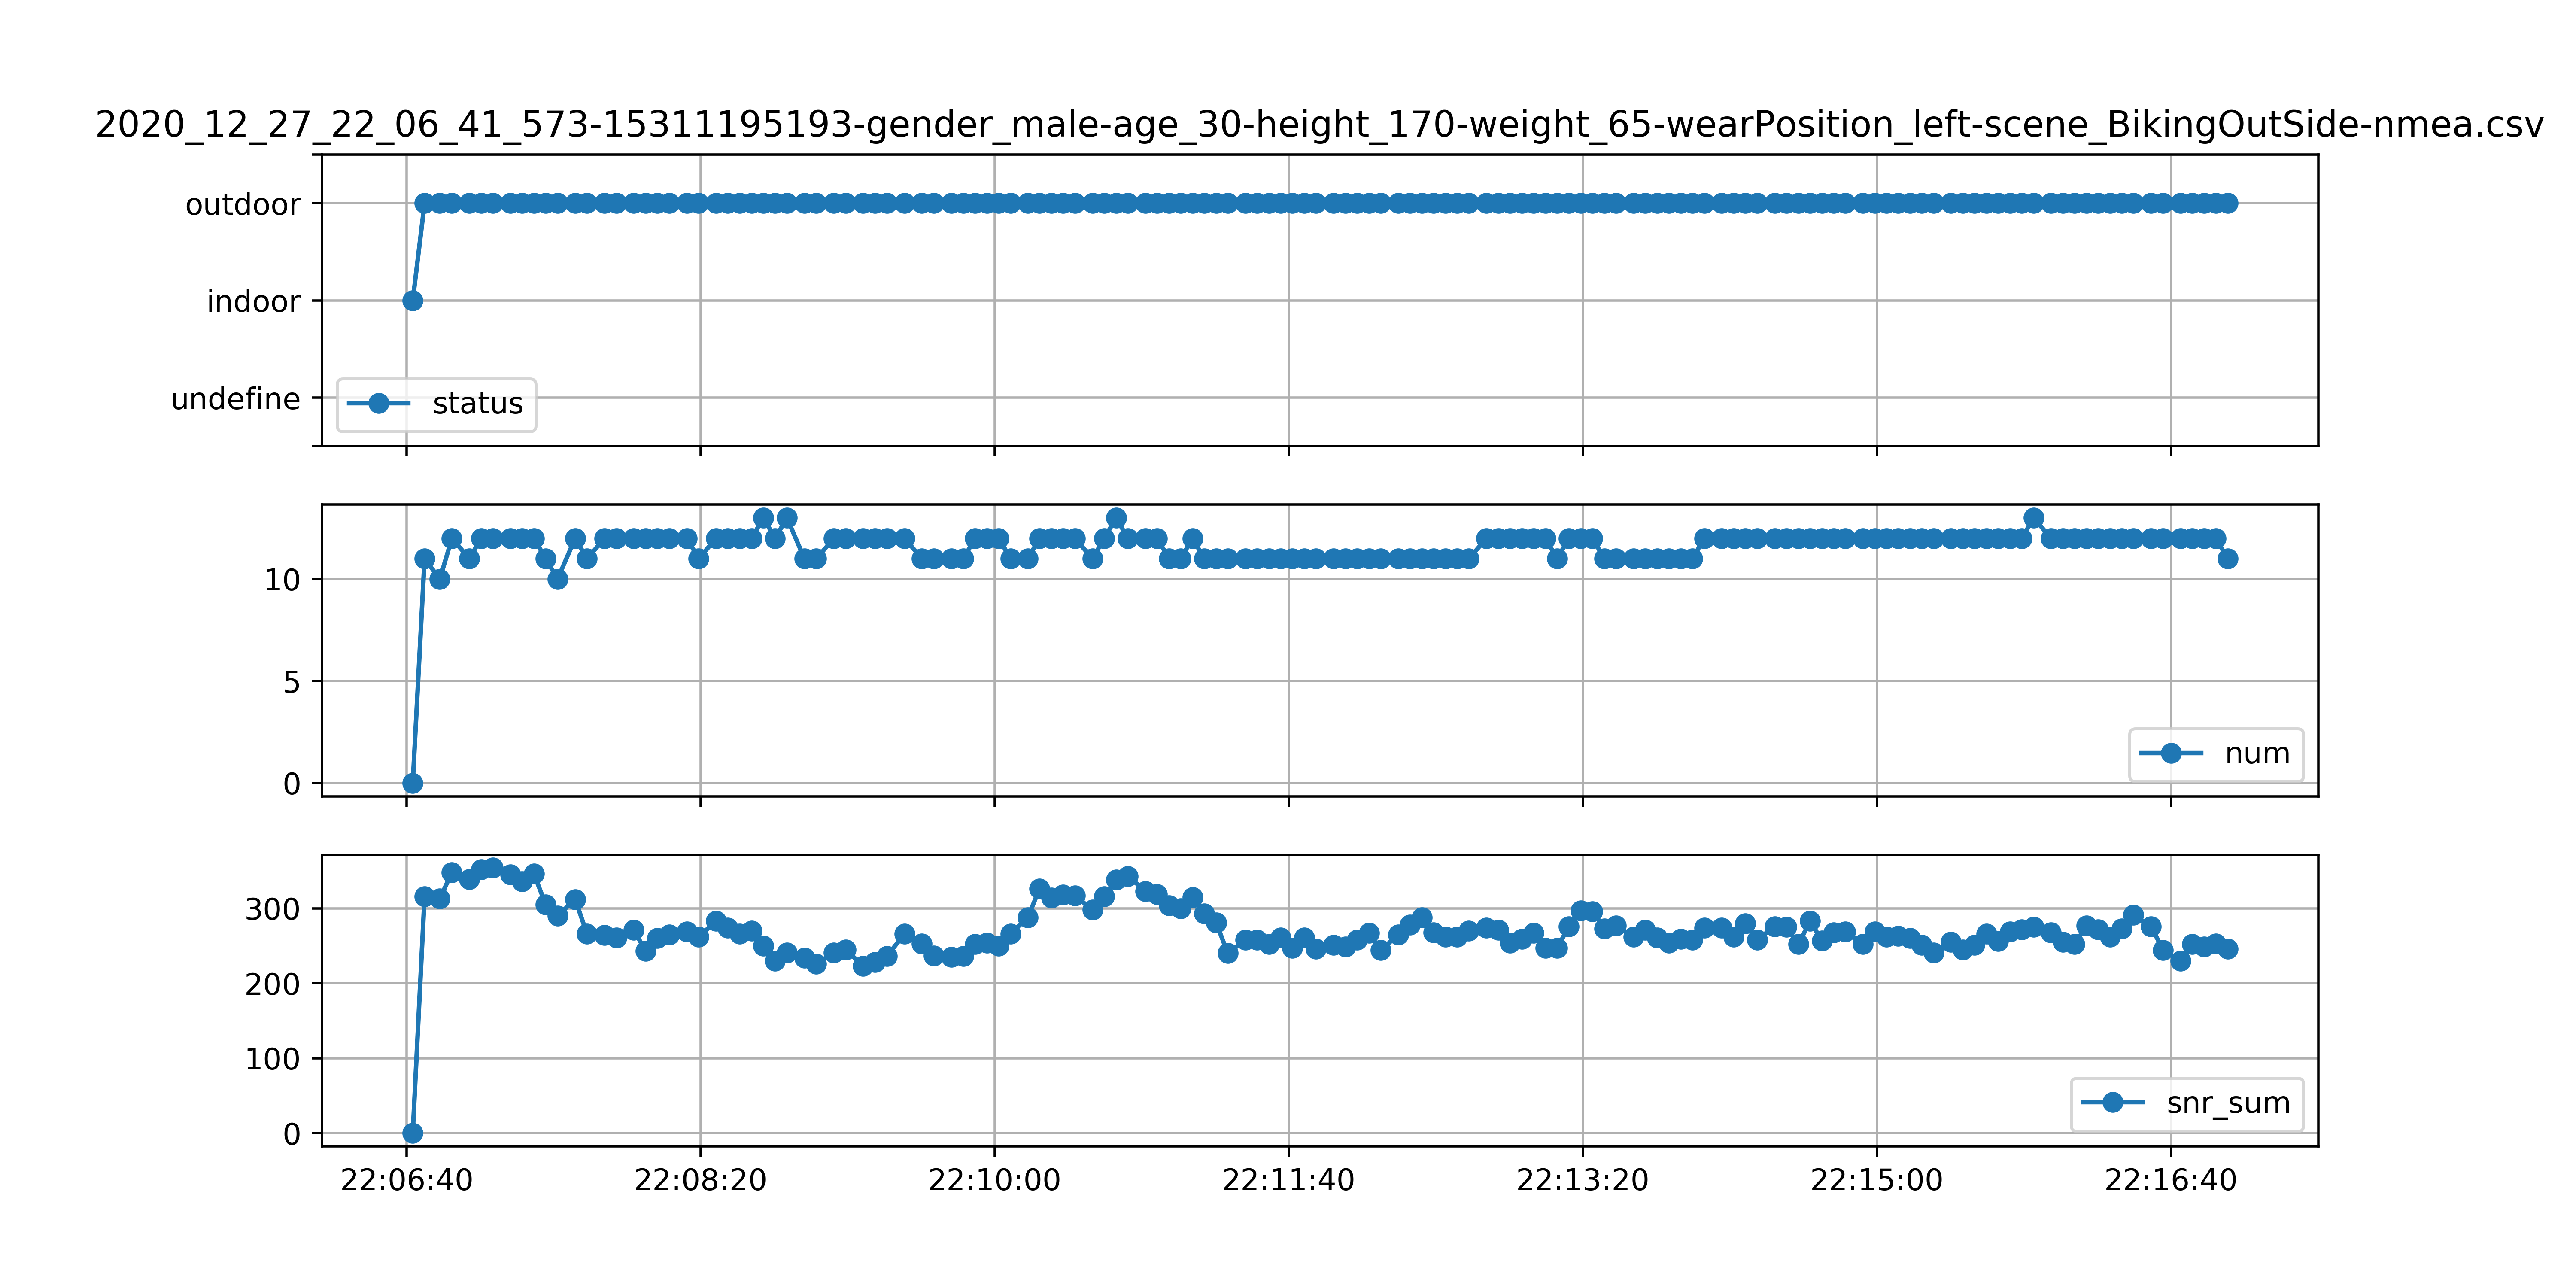 2020_12_27_22_06_41_573-15311195193-gender_male-age_30-height_170-weight_65-wearPosition_left-scene_BikingOutSide-nmea.csv
outdoor
indoor
undefine
status
10
5
0
num
300
200
100
0
snr_sum
22:06:40 22:08:20 22:10:00 22:11:40 22:13:20 22:15:00 22:16:40